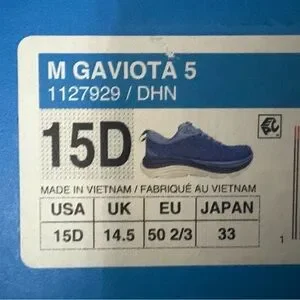 M GAVIOTA 5
1127929 / DHN
15D
MADE IN VIETNAM / FABRIQUÉ AU VIETNAM
USA UK EU JAPAN
15D 14.5 50 2/3 33
1